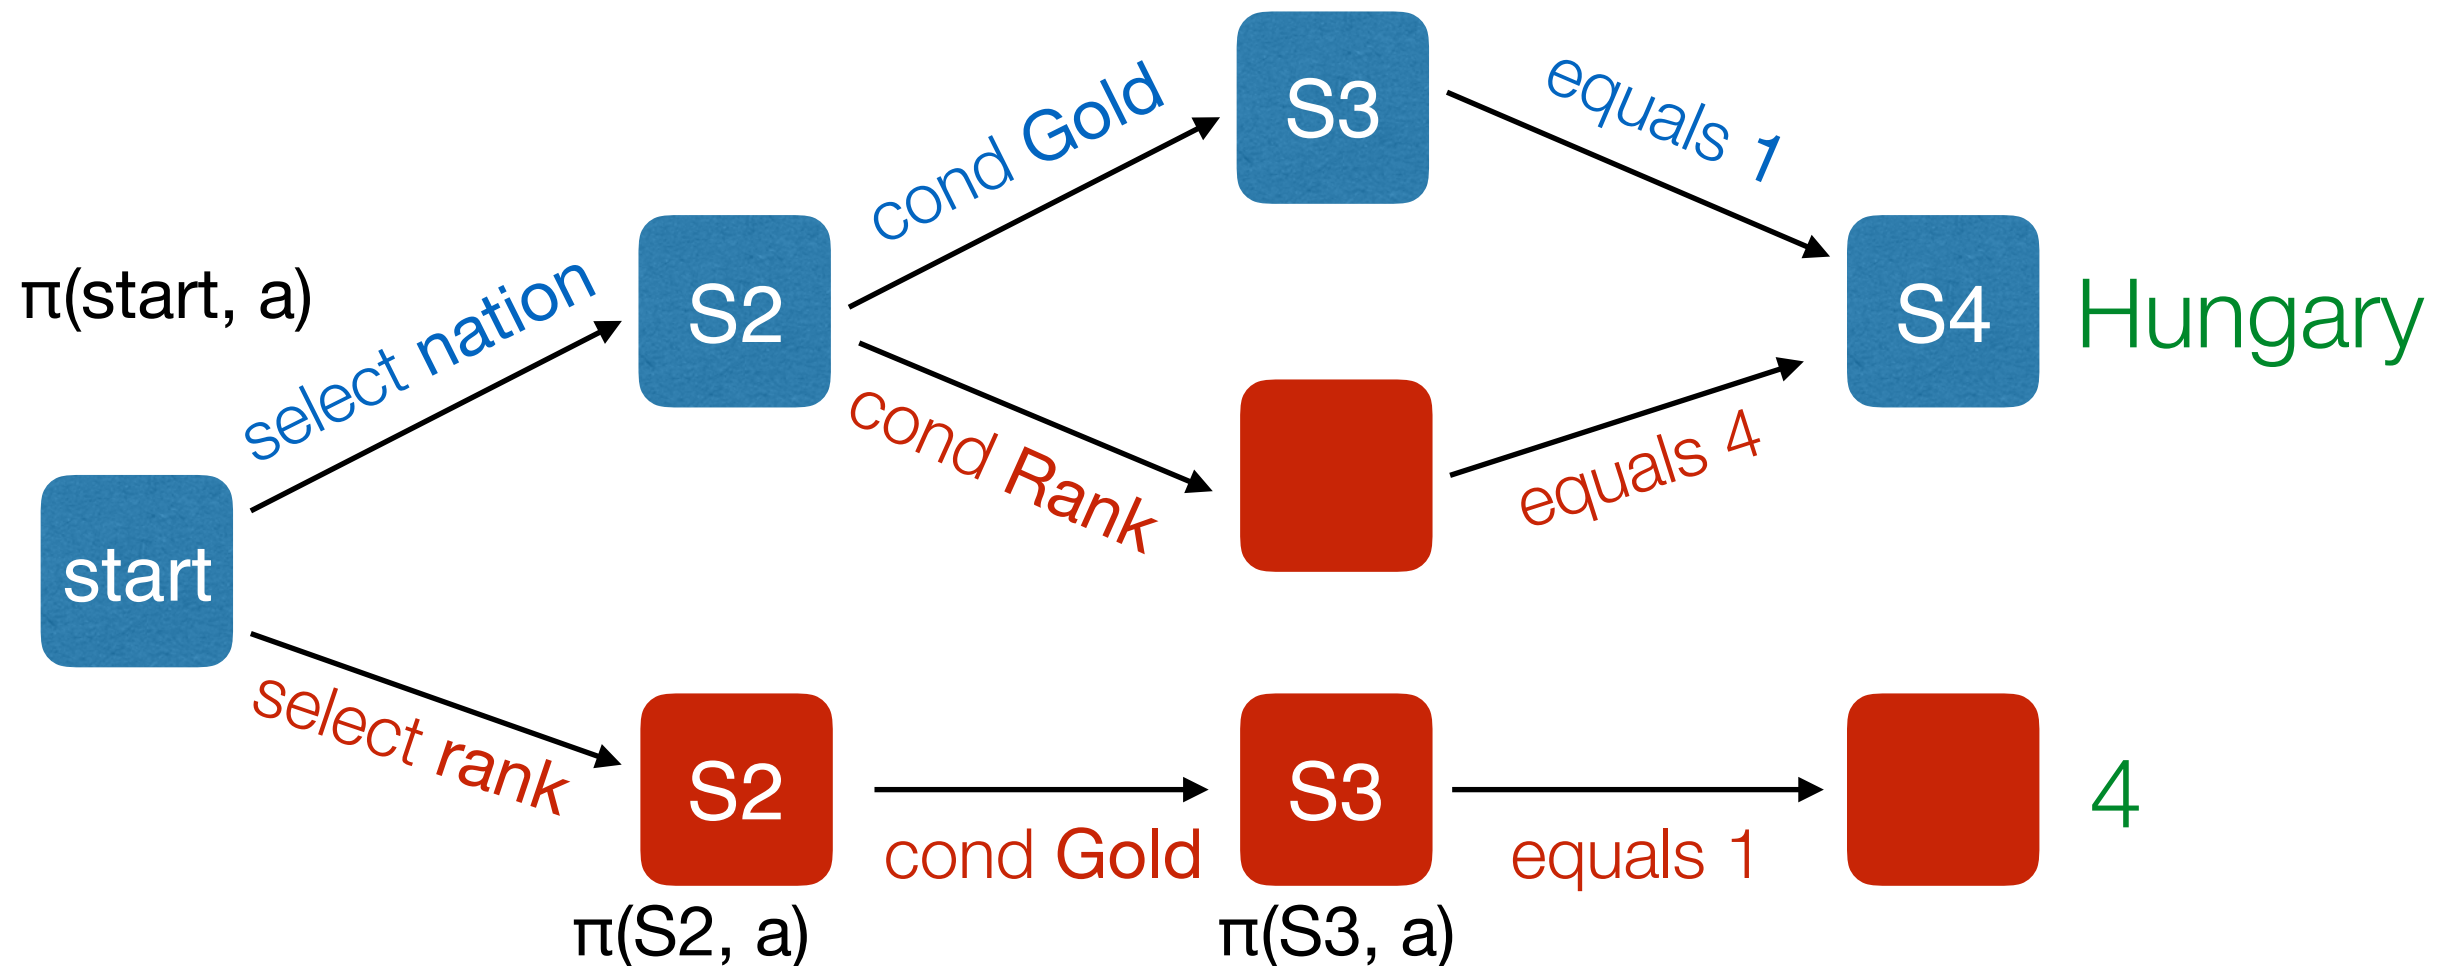 S3
equals 1
cond Gold
S2
S4
Hungary
π(start, a)
select nation
cond Rank
equals 4
start
select rank
S2
S3
4
cond Gold
equals 1
π(S2, a)
π(S3, a)